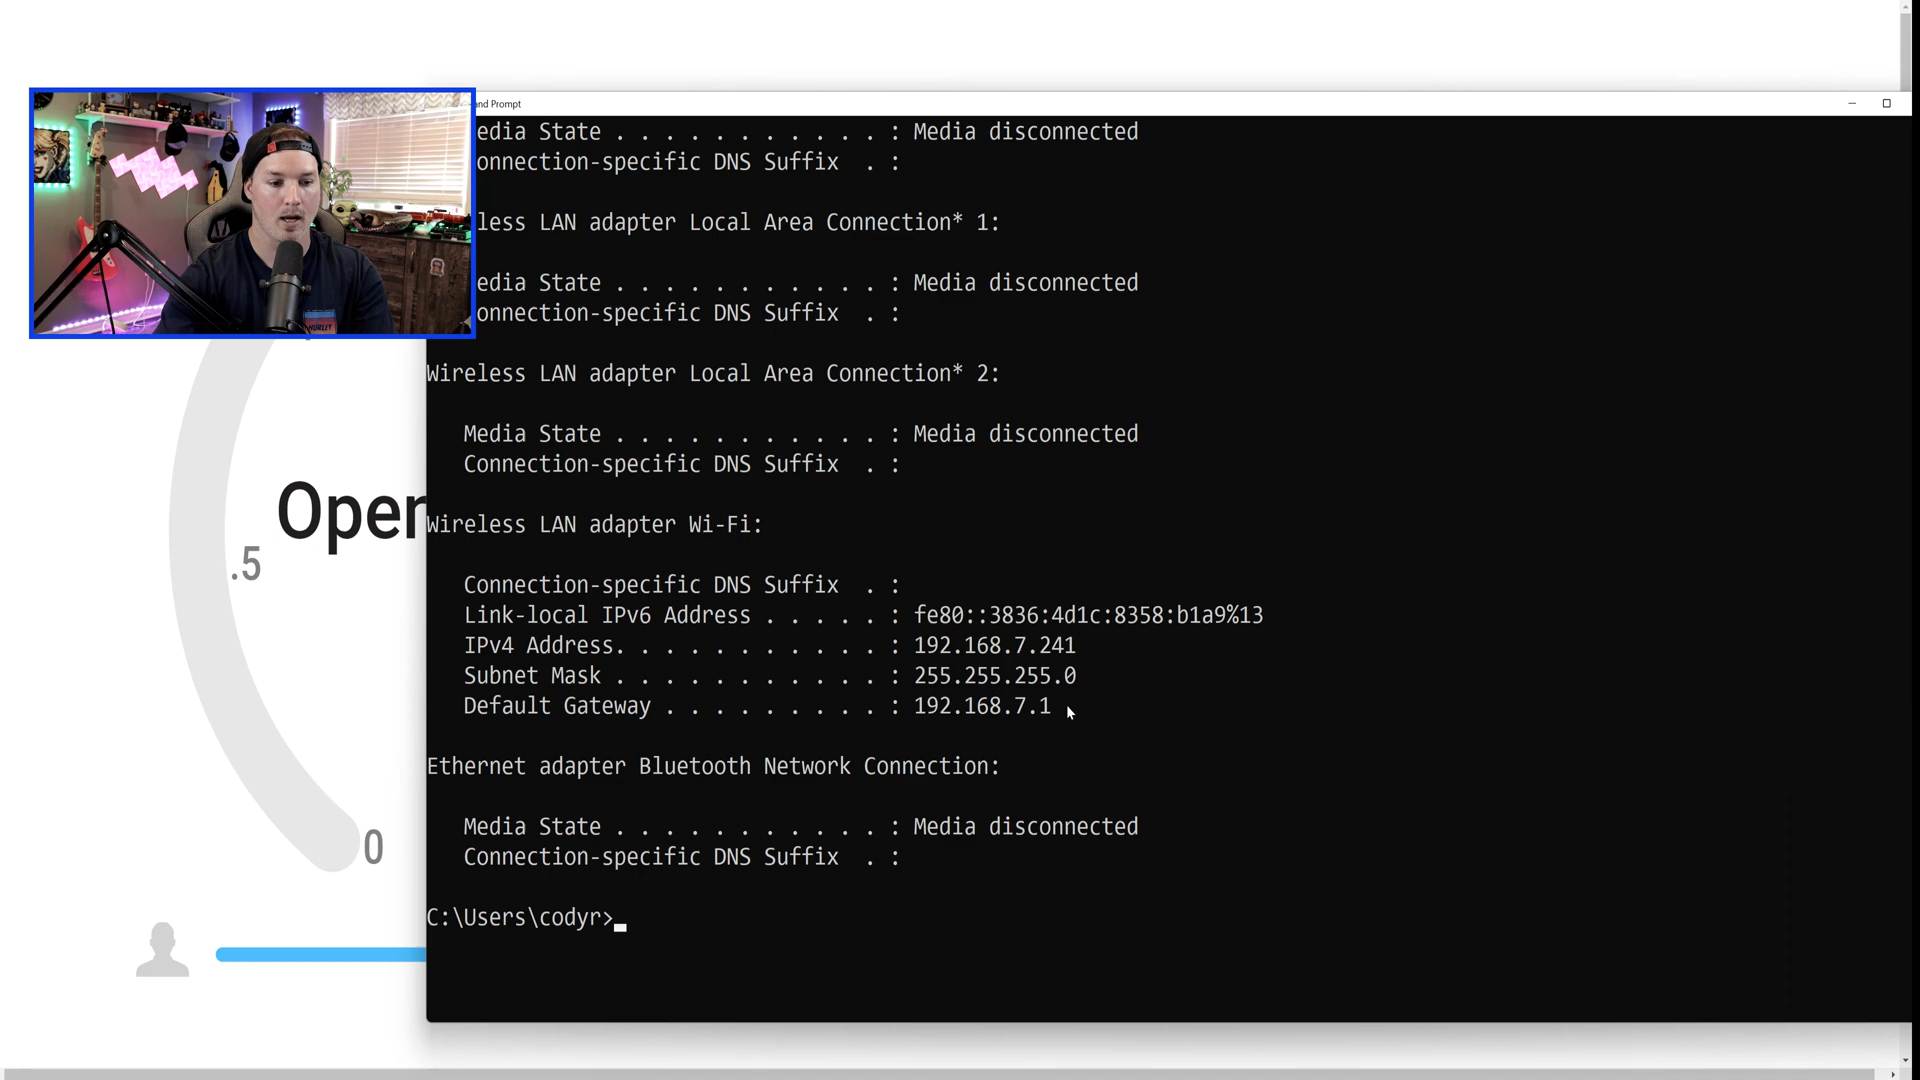 and Prompt
edia State . . . . . . . . . . . : Media disconnected
onnection-specific DNS Suffix  . :
less LAN adapter Local Area Connection* 1:
edia State . . . . . . . . . . . : Media disconnected
onnection-specific DNS Suffix  . :
Wireless LAN adapter Local Area Connection* 2:
Media State . . . . . . . . . . . : Media disconnected
Connection-specific DNS Suffix  . :
Wireless LAN adapter Wi-Fi:
Connection-specific DNS Suffix  . :
Link-local IPv6 Address . . . . . : fe80::3836:4d1c:8358:b1a9%13
IPv4 Address. . . . . . . . . . . : 192.168.7.241
Subnet Mask . . . . . . . . . . . : 255.255.255.0
Default Gateway . . . . . . . . . : 192.168.7.1
Ethernet adapter Bluetooth Network Connection:
Media State . . . . . . . . . . . : Media disconnected
Connection-specific DNS Suffix  . :
C:\Users\codyr>
Open
.5
0
HURLEY